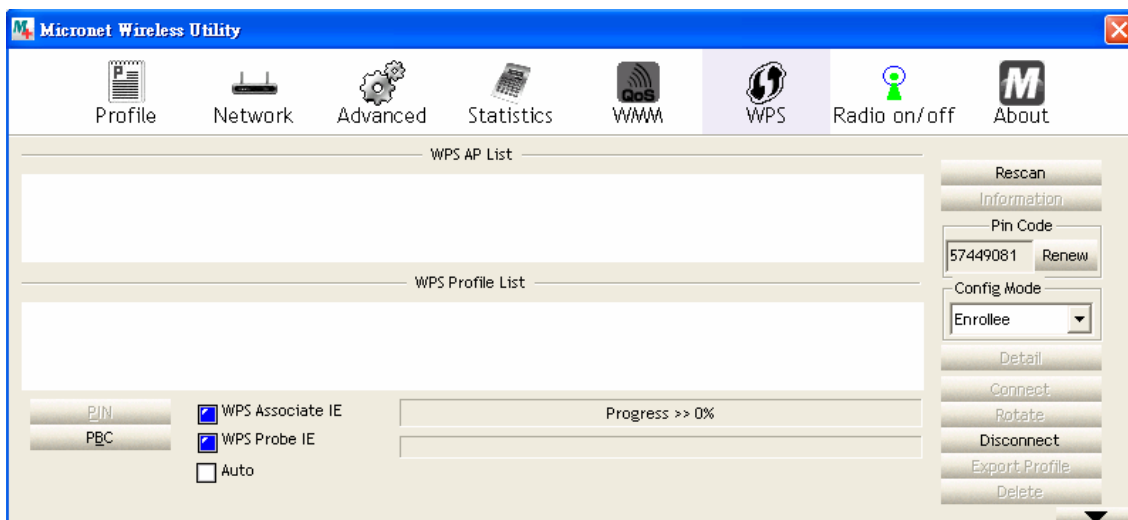 Micronet Wireless Utility
Profile Network Advanced Statistics WMM WPS Radio on/off About
QoS
WPS AP List
Rescan
Information
Pin Code
57449081 Renew
WPS Profile List
Config Mode
Enrollee
Detail
Connect
Rotate
Disconnect
Export Profile
Delete
PIN
PBC
WPS Associate IE
WPS Probe IE
Auto
Progress >> 0%